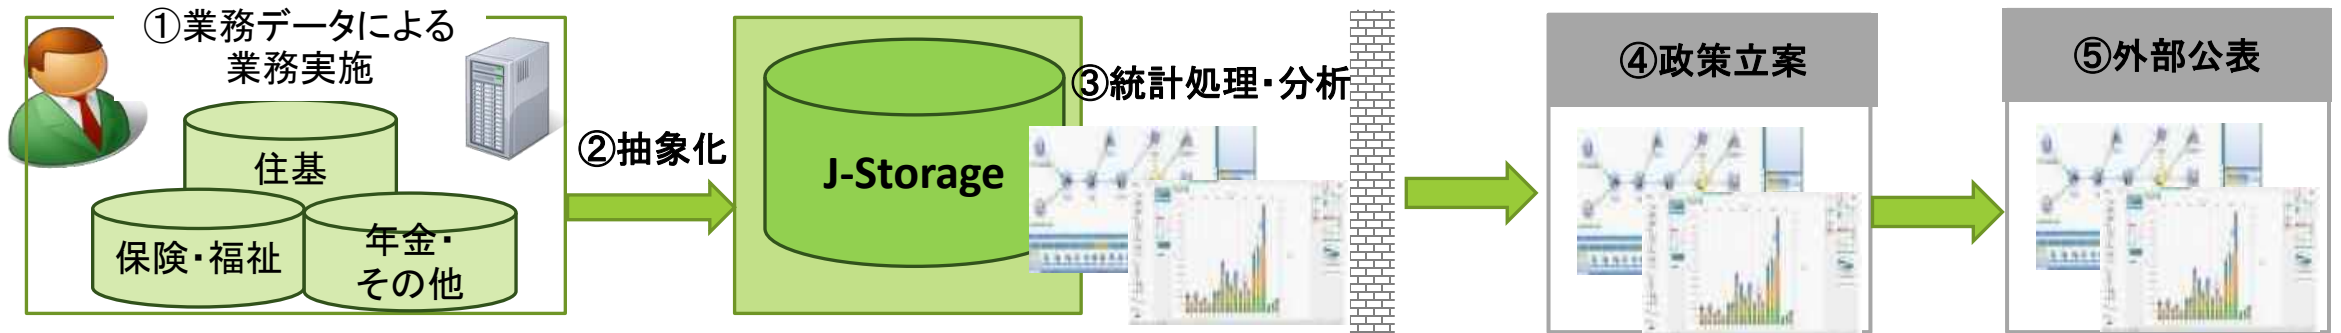 ①業務データによる
業務実施
住基
保険・福祉
年金・
その他
②抽象化
J-Storage
③統計処理・分析
④政策立案
⑤外部公表